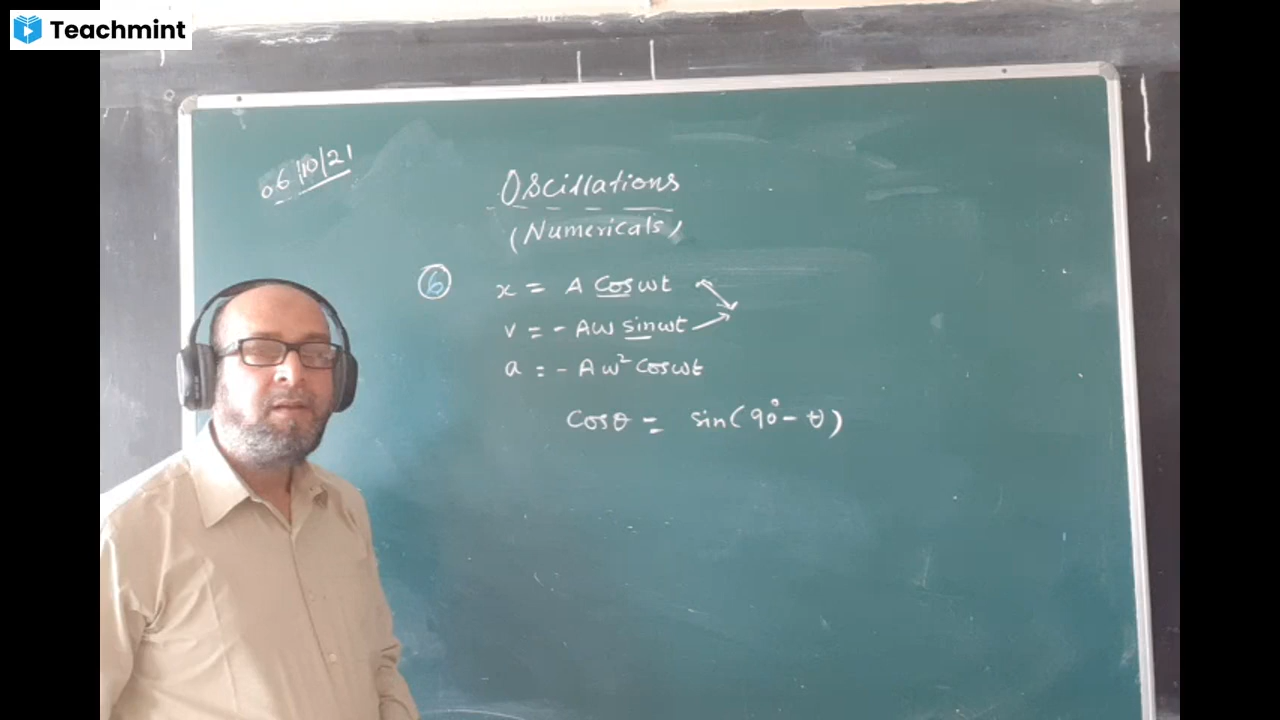 Teachmint
06/10/21
Oscillations
(Numericals)
6 x = A Cosωt
v = - Aω sinωt
a = - Aω² Cosωt
Cosθ = sin(90° - θ)